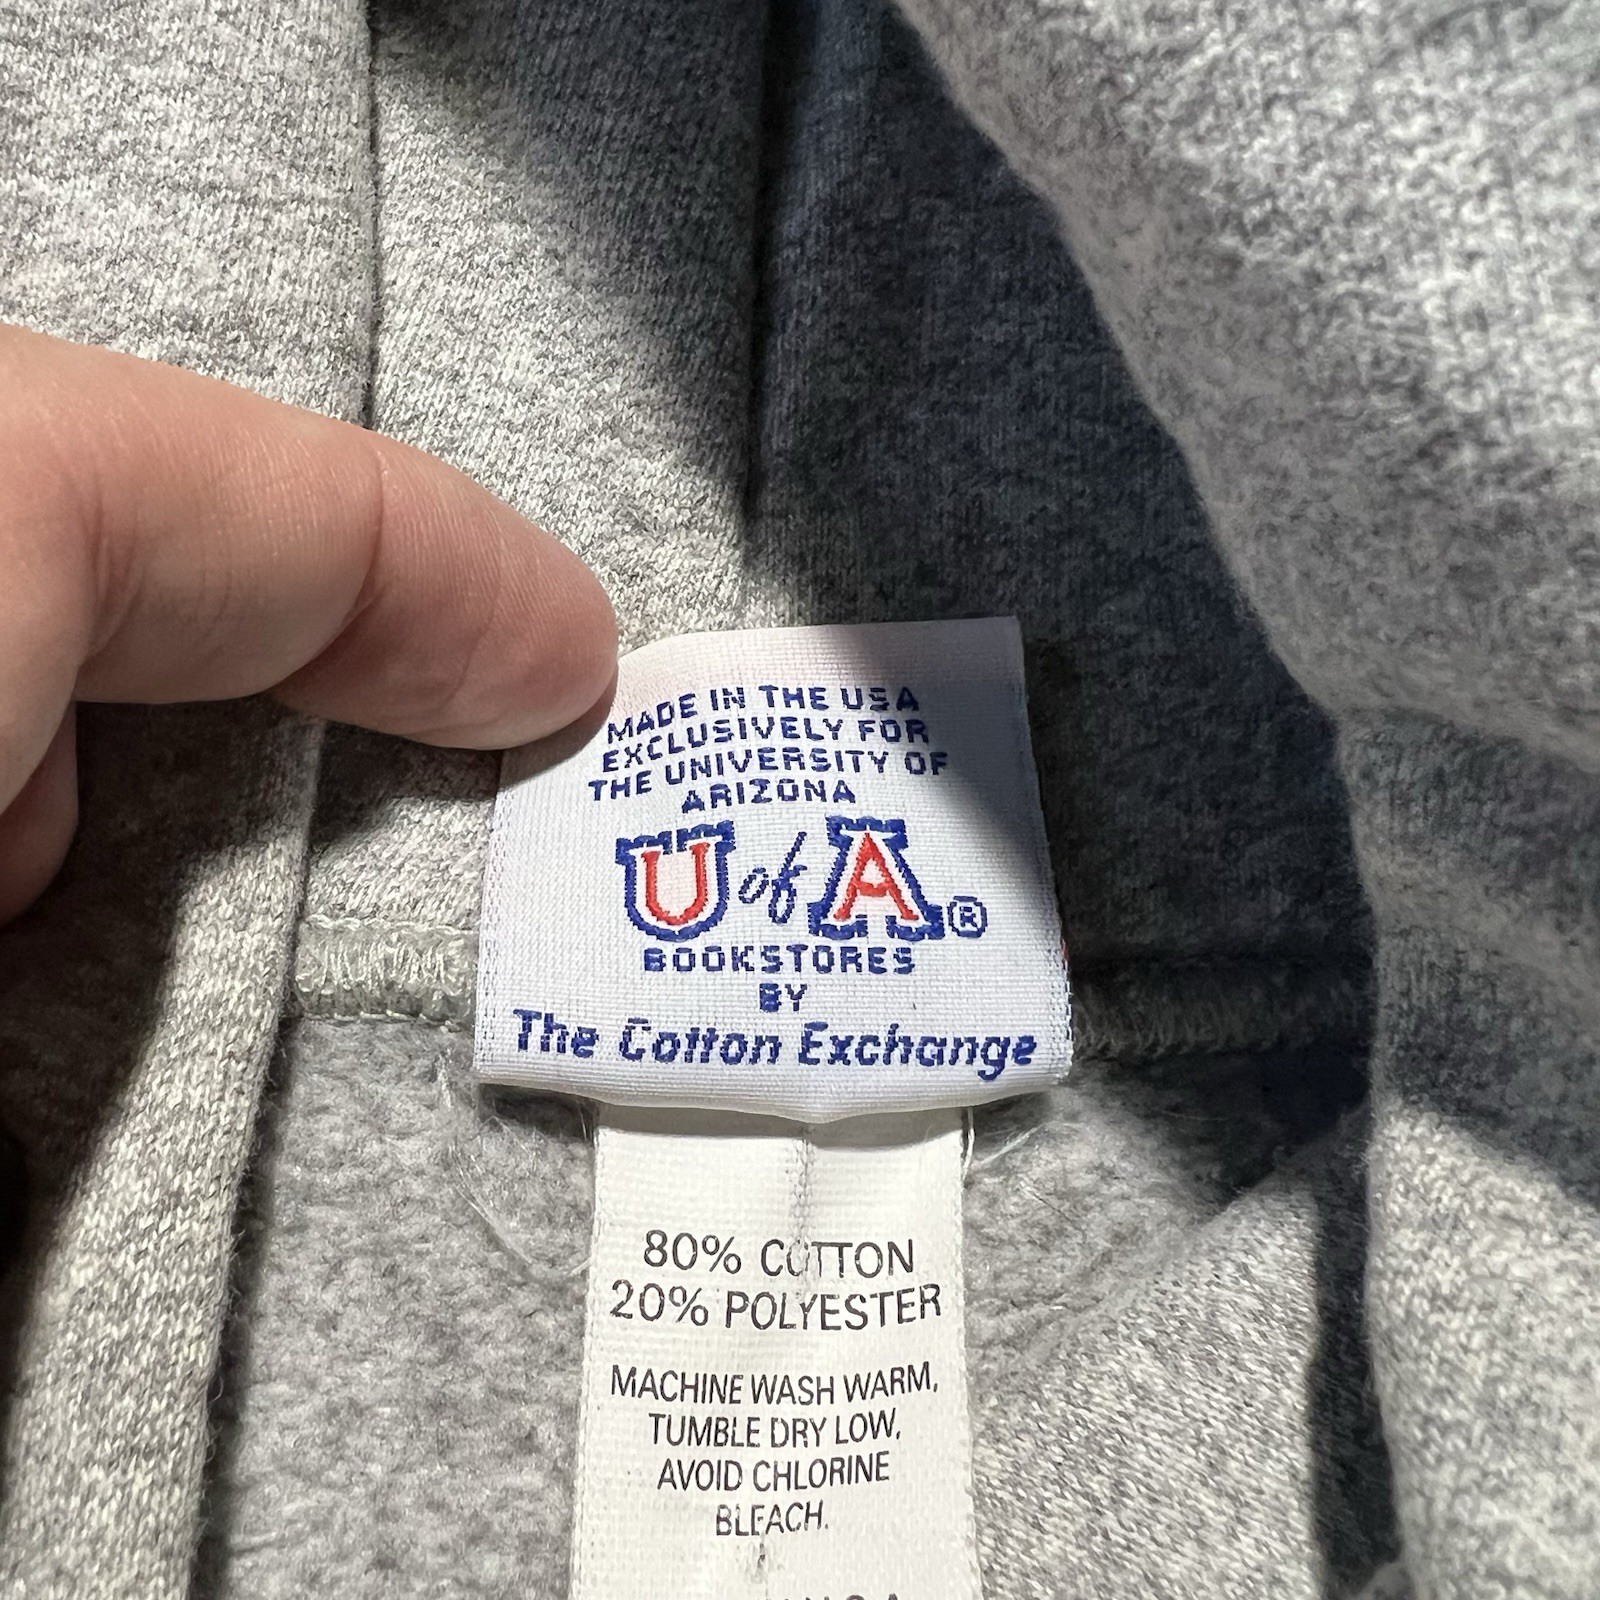 MADE IN THE USA
EXCLUSIVELY FOR
THE UNIVERSITY OF
ARIZONA
U of A ®
BOOKSTORES
BY
The Cotton Exchange
80% COTTON
20% POLYESTER
MACHINE WASH WARM,
TUMBLE DRY LOW,
AVOID CHLORINE
BLEACH.